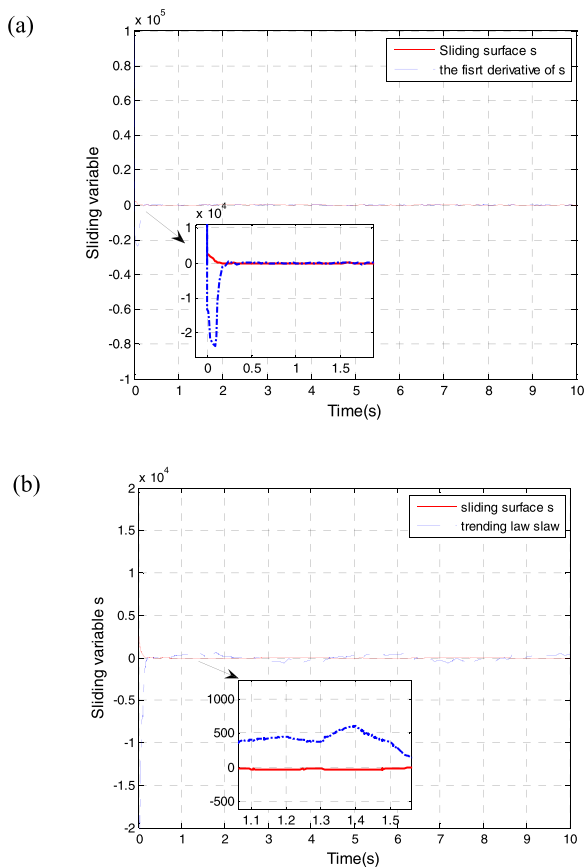 (a)
x 10^5
1
0.8
0.6
0.4
0.2
0
-0.2
-0.4
-0.6
-0.8
-1
Sliding variable
Sliding surface s
the fisrt derivative of s
x 10^4
1
0
-1
-2
0 0.5 1 1.5
0 1 2 3 4 5 6 7 8 9 10
Time(s)
(b)
x 10^4
2
1.5
1
0.5
0
-0.5
-1
-1.5
-2
Sliding variable s
sliding surface s
trending law slaw
1000
500
0
-500
1.1 1.2 1.3 1.4 1.5
0 1 2 3 4 5 6 7 8 9 10
Time(s)